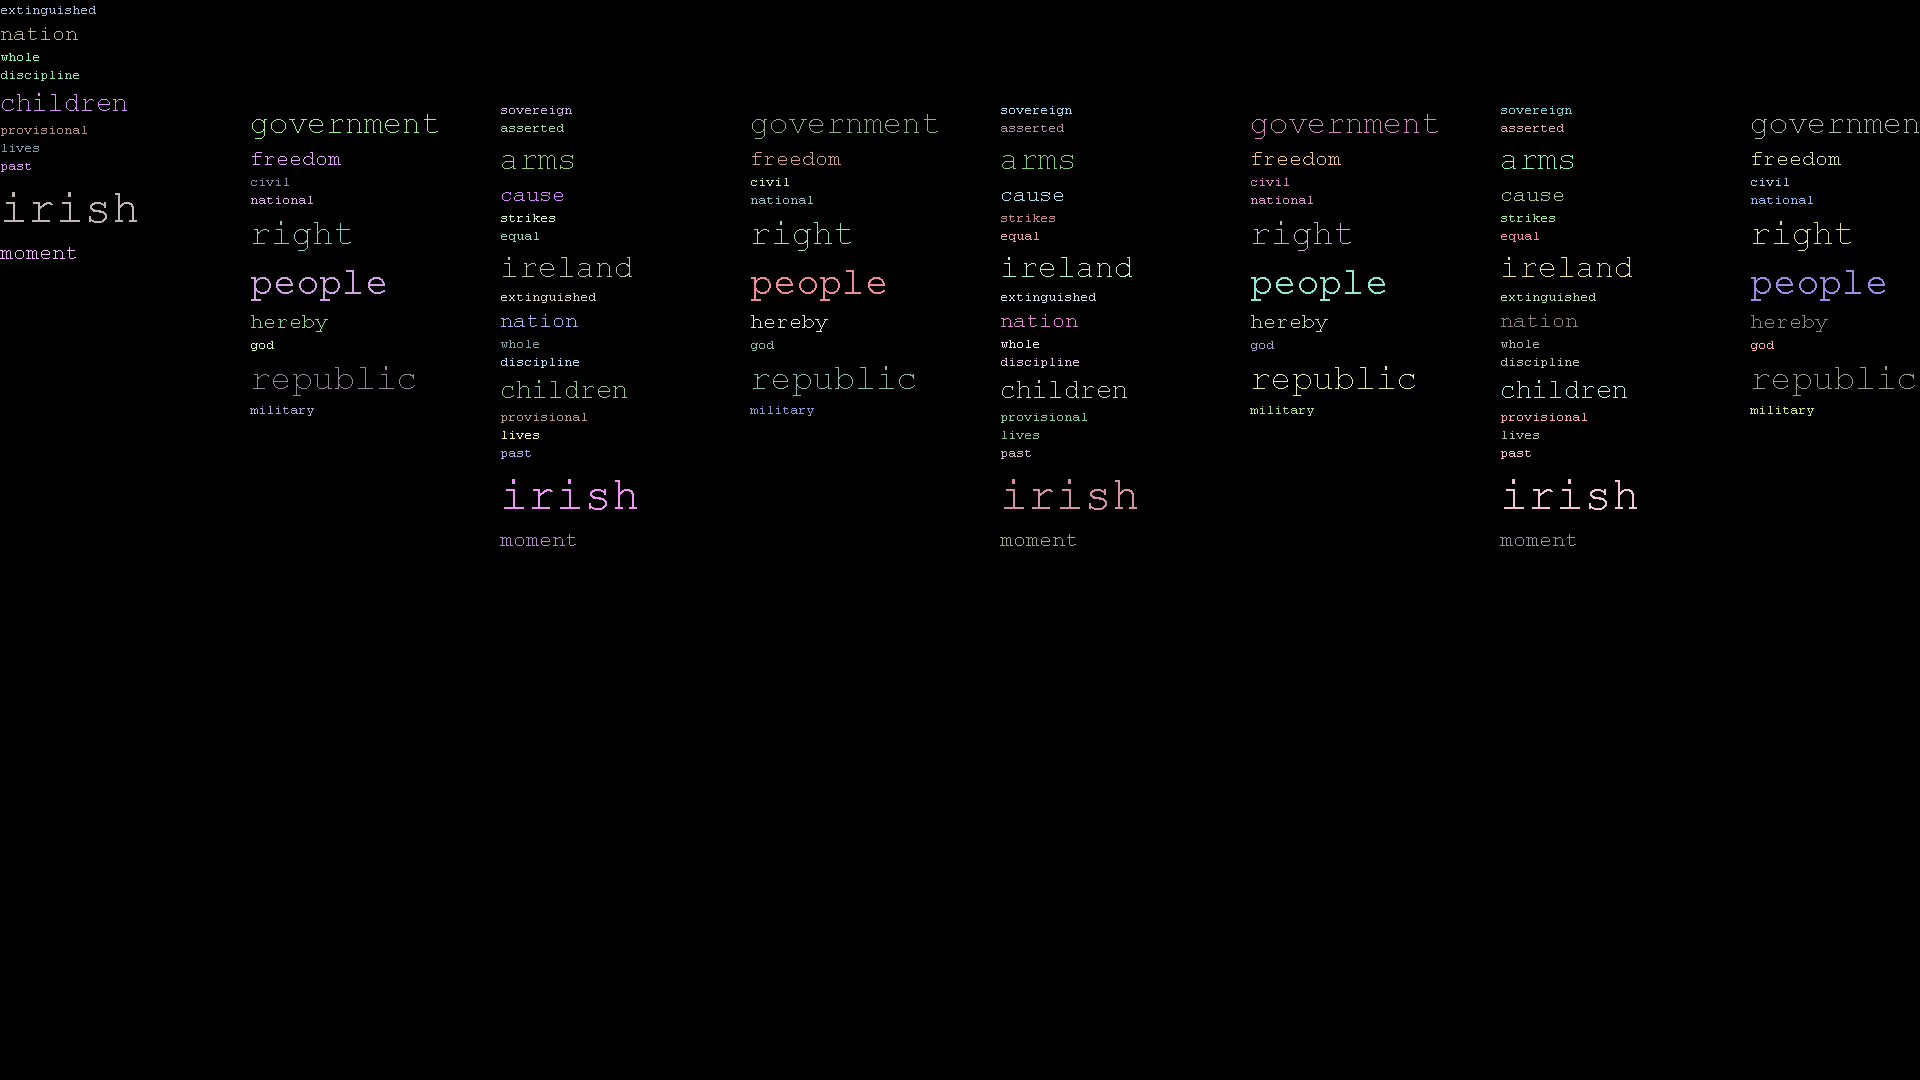 extinguished
nation
whole
discipline
children
provisional
lives
past
irish
moment
government
freedom
civil
national
right
people
hereby
god
republic
military
sovereign
asserted
arms
cause
strikes
equal
ireland
extinguished
nation
whole
discipline
children
provisional
lives
past
irish
moment
government
freedom
civil
national
right
people
hereby
god
republic
military
sovereign
asserted
arms
cause
strikes
equal
ireland
extinguished
nation
whole
discipline
children
provisional
lives
past
irish
moment
government
freedom
civil
national
right
people
hereby
god
republic
military
sovereign
asserted
arms
cause
strikes
equal
ireland
extinguished
nation
whole
discipline
children
provisional
lives
past
irish
moment
governmen
freedom
civil
national
right
people
hereby
god
republic
military